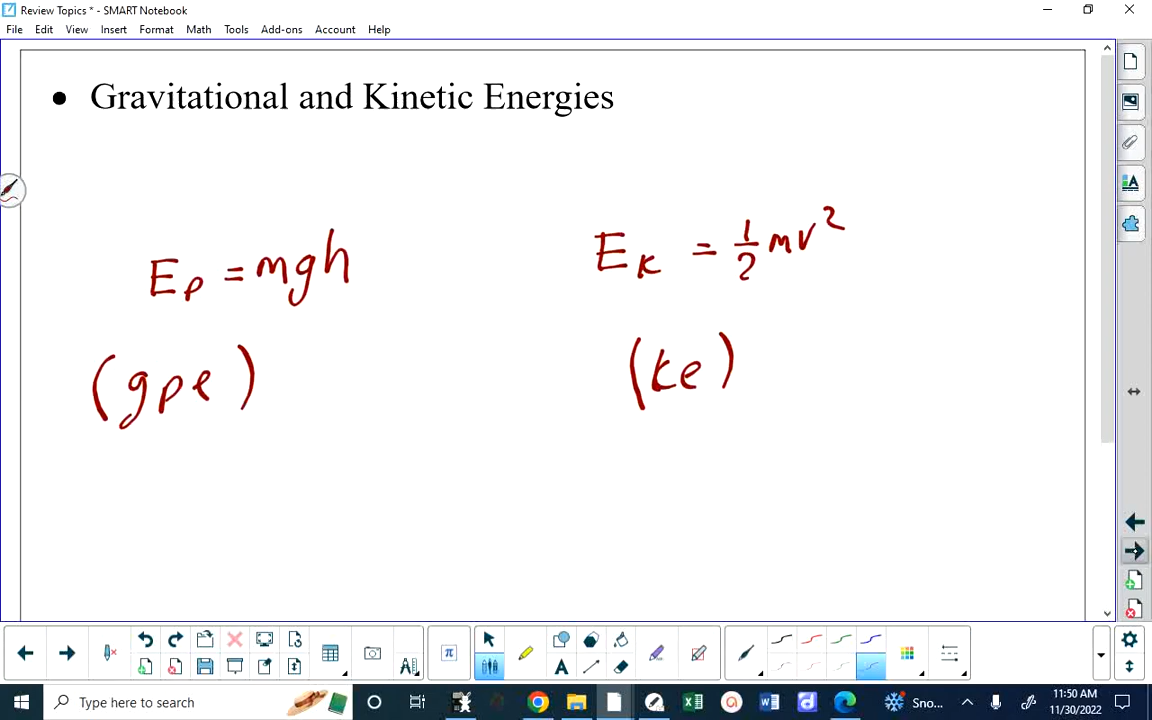 Review Topics * - SMART Notebook
File Edit View Insert Format Math Tools Add-ons Account Help
• Gravitational and Kinetic Energies
Ep = mgh
EK = 1/2 mv²
(gpe)
(ke)
π
A
Type here to search
Sno...
11:50 AM
11/30/2022